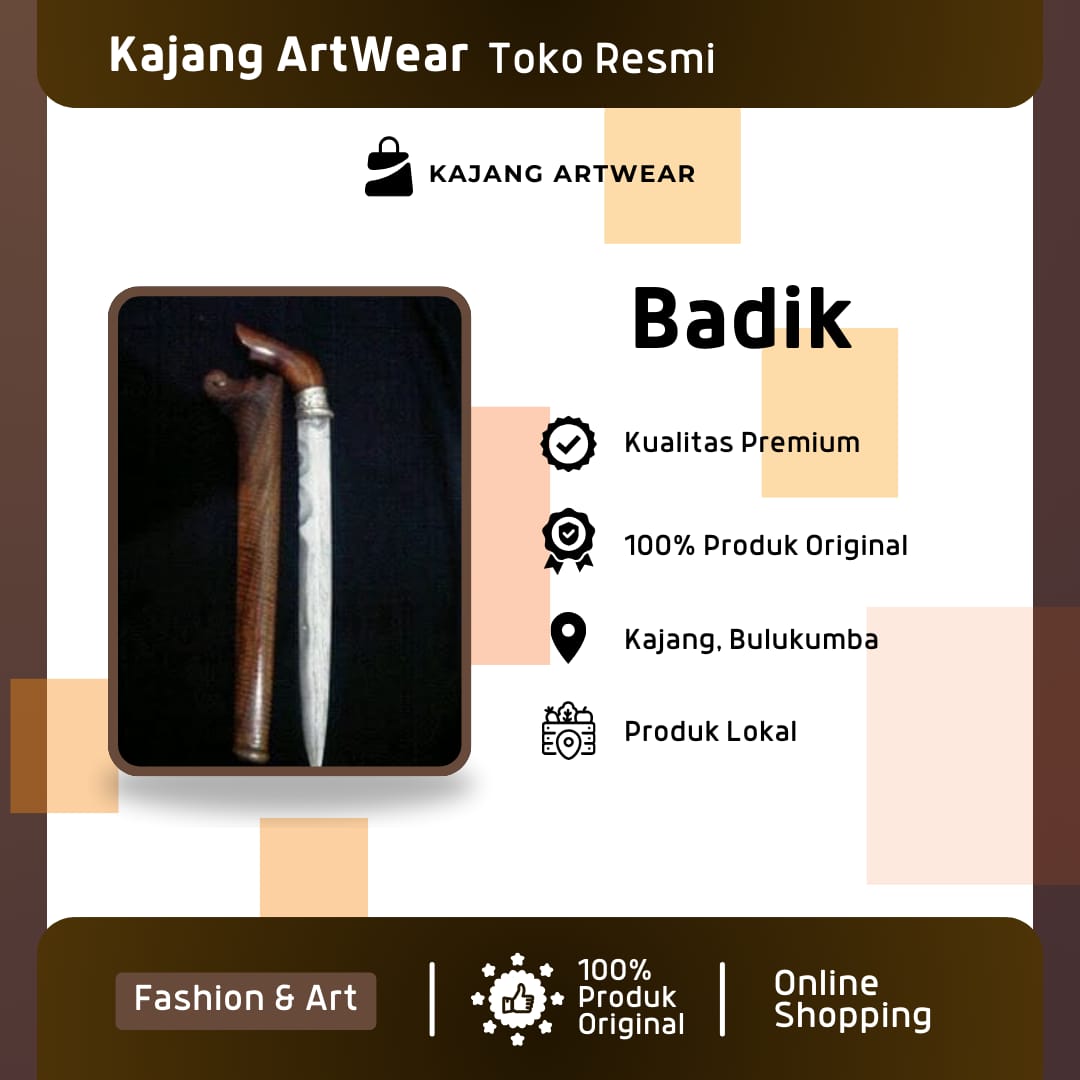 Kajang ArtWear Toko Resmi
KAJANG ARTWEAR
Badik
Kualitas Premium
100% Produk Original
Kajang, Bulukumba
Produk Lokal
Fashion & Art
100%
Produk
Original
Online
Shopping